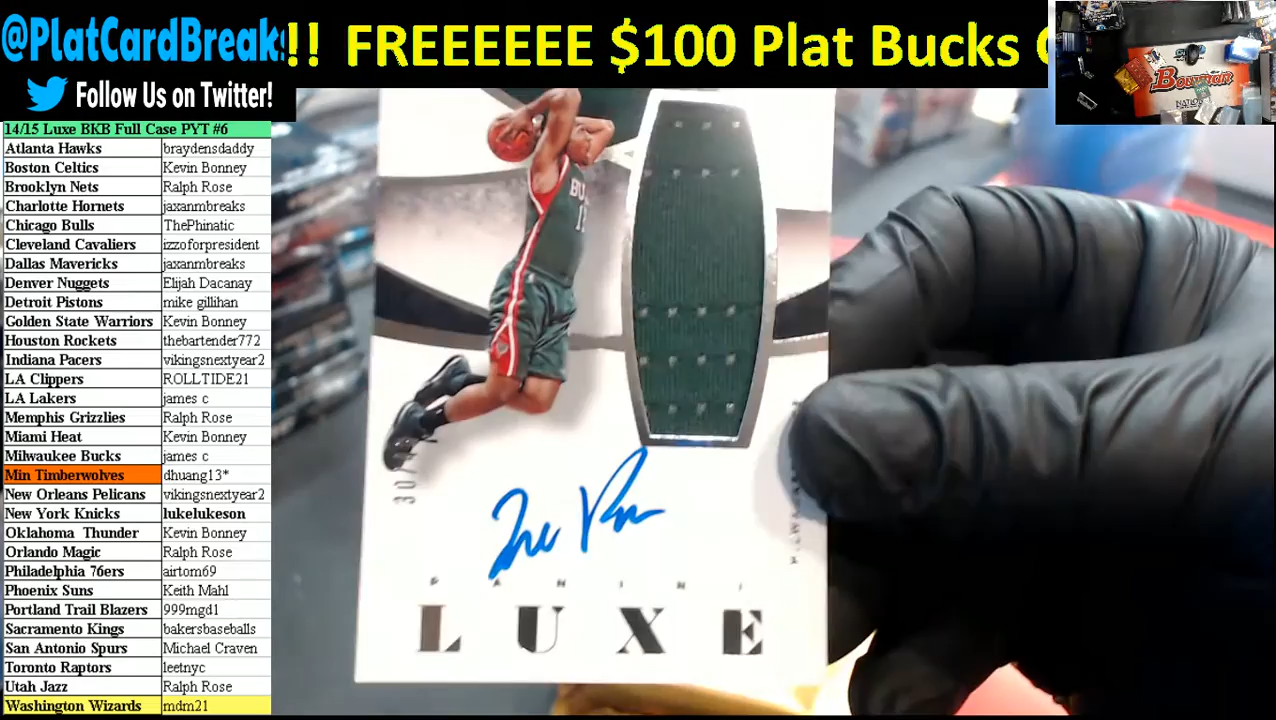 @PlatCardBreaks
!! FREEEEEE $100 Plat Bucks
Follow Us on Twitter!
14/15 Luxe BKB Full Case PYT #6
Atlanta Hawks braydensdaddy
Boston Celtics Kevin Bonney
Brooklyn Nets Ralph Rose
Charlotte Hornets jaxanmbreaks
Chicago Bulls ThePhinatic
Cleveland Cavaliers izzoforpresident
Dallas Mavericks jaxanmbreaks
Denver Nuggets Elijah Dacanay
Detroit Pistons mike gillihan
Golden State Warriors Kevin Bonney
Houston Rockets thebartender772
Indiana Pacers vikingsnextyear2
LA Clippers ROLLTIDE21
LA Lakers james c
Memphis Grizzlies Ralph Rose
Miami Heat Kevin Bonney
Milwaukee Bucks james c
Min Timberwolves dhuang13*
New Orleans Pelicans vikingsnextyear2
New York Knicks lukelukeson
Oklahoma Thunder Kevin Bonney
Orlando Magic Ralph Rose
Philadelphia 76ers airtom69
Phoenix Suns Keith Mahl
Portland Trail Blazers 999mgd1
Sacramento Kings bakersbaseballs
San Antonio Spurs Michael Craven
Toronto Raptors leetnyc
Utah Jazz Ralph Rose
Washington Wizards mdm21
Bowman
PANINI
LUXE